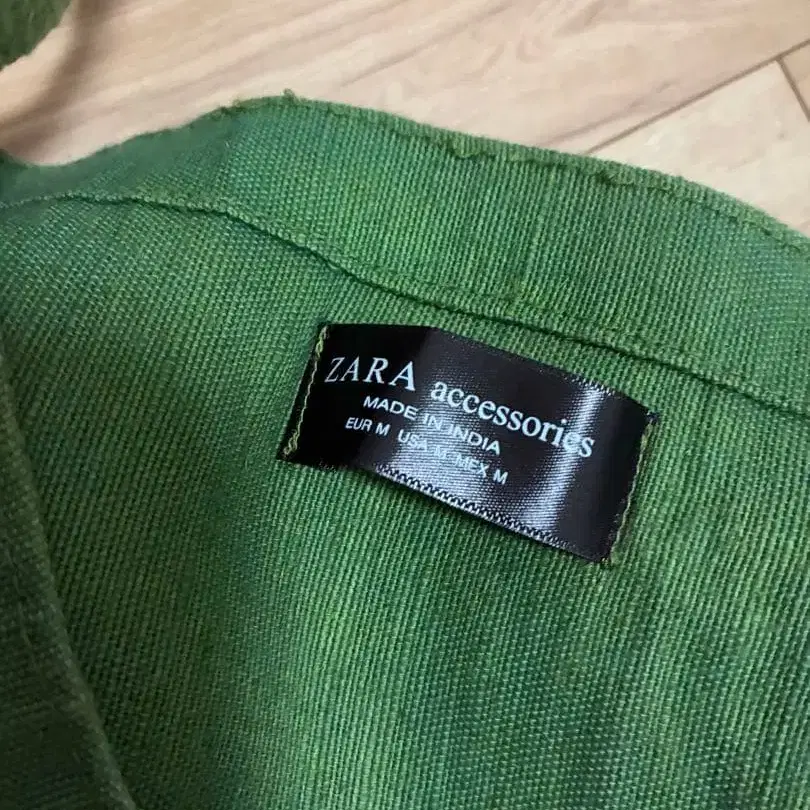 ZARA accessories
MADE IN INDIA
EUR M USA M MEX M